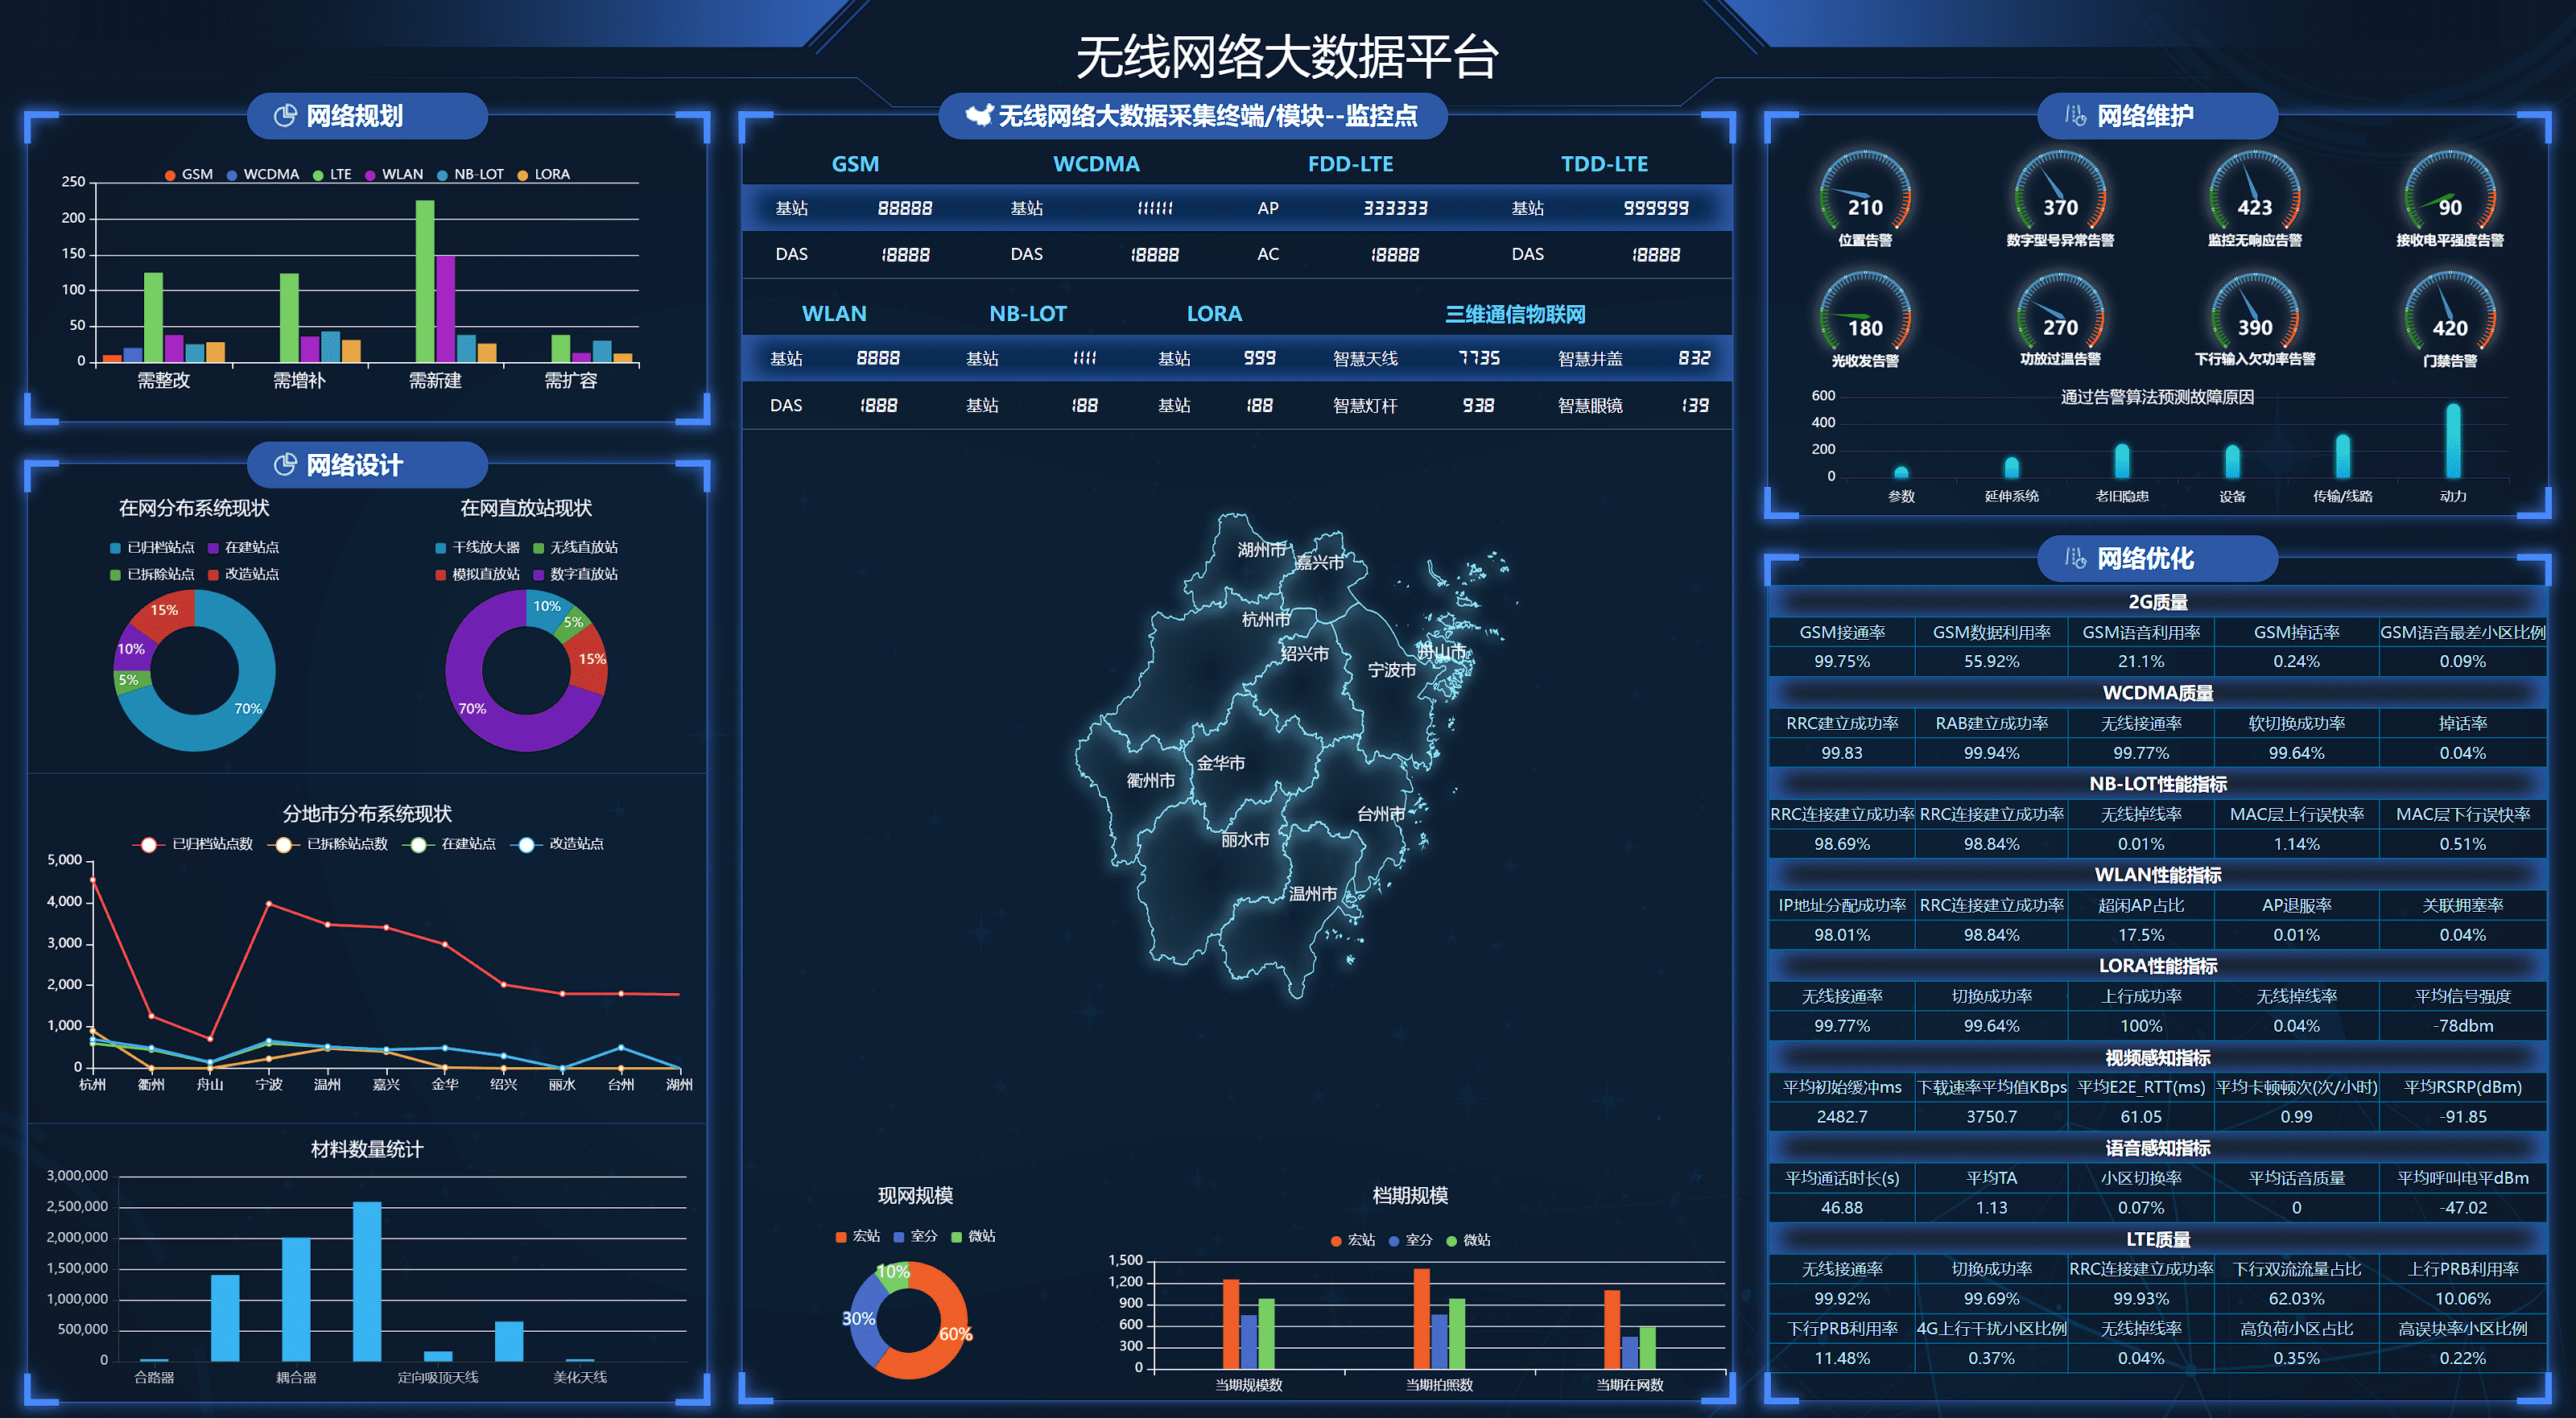 无线网络大数据平台
网络规划
GSM WCDMA LTE WLAN NB-LOT LORA
250
200
150
100
50
0
需整改 需增补 需新建 需扩容
网络设计
在网分布系统现状 在网直放站现状
已归档站点 在建站点 干线放大器 无线直放站
已拆除站点 改造站点 模拟直放站 数字直放站
15% 10% 5% 70%
10% 5% 15% 70%
分地市分布系统现状
已归档站点数 已拆除站点数 在建站点 改造站点
5,000
4,000
3,000
2,000
1,000
0
杭州 衢州 舟山 宁波 温州 嘉兴 金华 绍兴 丽水 台州 湖州
材料数量统计
3,000,000
2,500,000
2,000,000
1,500,000
1,000,000
500,000
0
合路器 耦合器 定向吸顶天线 美化天线
无线网络大数据采集终端/模块--监控点
GSM WCDMA FDD-LTE TDD-LTE
基站 88888 基站 111111 AP 333333 基站 999999
DAS 18888 DAS 18888 AC 18888 DAS 18888
WLAN NB-LOT LORA 三维通信物联网
基站 8888 基站 1111 基站 999 智慧天线 7735 智慧井盖 832
DAS 1888 基站 188 基站 188 智慧灯杆 938 智慧眼镜 139
湖州市
嘉兴市
杭州市
绍兴市
舟山市
宁波市
金华市
衢州市
台州市
丽水市
温州市
现网规模
宏站 室分 微站
10% 30% 60%
档期规模
宏站 室分 微站
1,500
1,200
900
600
300
0
当期规模数 当期拍照数 当期在网数
网络维护
210 370 423 90
位置告警 数字型号异常告警 监控无响应告警 接收电平强度告警
180 270 390 420
光收发告警 功放过温告警 下行输入欠功率告警 门禁告警
通过告警算法预测故障原因
600
400
200
0
参数 延伸系统 老旧隐患 设备 传输/线路 动力
网络优化
2G质量
GSM接通率 GSM数据利用率 GSM语音利用率 GSM掉话率 GSM语音最差小区比例
99.75% 55.92% 21.1% 0.24% 0.09%
WCDMA质量
RRC建立成功率 RAB建立成功率 无线接通率 软切换成功率 掉话率
99.83 99.94% 99.77% 99.64% 0.04%
NB-LOT性能指标
RRC连接建立成功率 RRC连接建立成功率 无线掉线率 MAC层上行误快率 MAC层下行误快率
98.69% 98.84% 0.01% 1.14% 0.51%
WLAN性能指标
IP地址分配成功率 RRC连接建立成功率 超闲AP占比 AP退服率 关联拥塞率
98.01% 98.84% 17.5% 0.01% 0.04%
LORA性能指标
无线接通率 切换成功率 上行成功率 无线掉线率 平均信号强度
99.77% 99.64% 100% 0.04% -78dbm
视频感知指标
平均初始缓冲ms 下载速率平均值KBps 平均E2E_RTT(ms) 平均卡顿顿次(次/小时) 平均RSRP(dBm)
2482.7 3750.7 61.05 0.99 -91.85
语音感知指标
平均通话时长(s) 平均TA 小区切换率 平均话音质量 平均呼叫电平dBm
46.88 1.13 0.07% 0 -47.02
LTE质量
无线接通率 切换成功率 RRC连接建立成功率 下行双流流量占比 上行PRB利用率
99.92% 99.69% 99.93% 62.03% 10.06%
下行PRB利用率 4G上行干扰小区比例 无线掉线率 高负荷小区占比 高误块率小区比例
11.48% 0.37% 0.04% 0.35% 0.22%